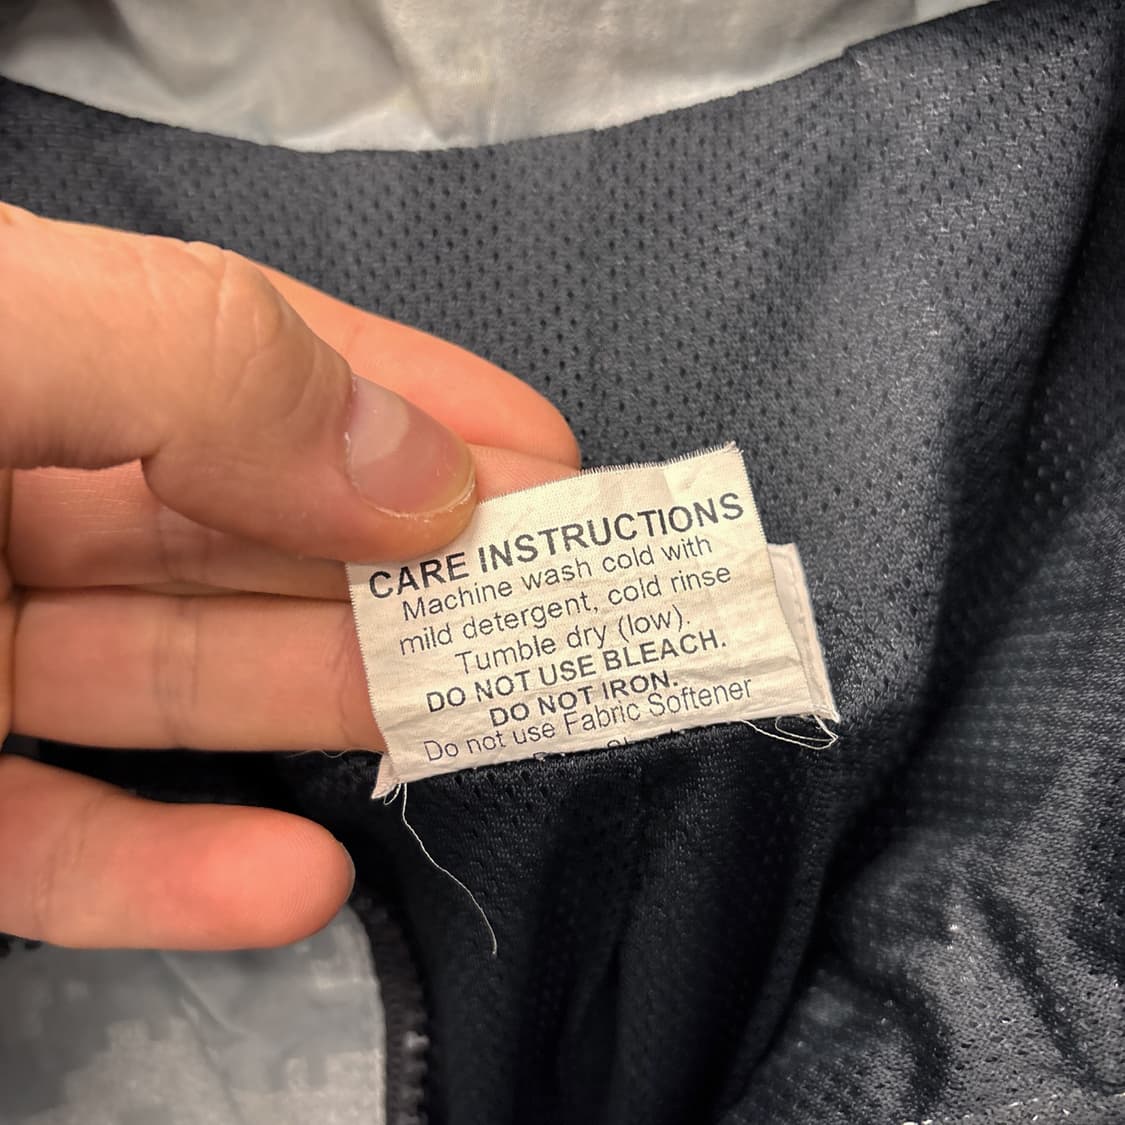 CARE INSTRUCTIONS
Machine wash cold with
mild detergent, cold rinse
Tumble dry (low).
DO NOT USE BLEACH.
DO NOT IRON.
Do not use Fabric Softener